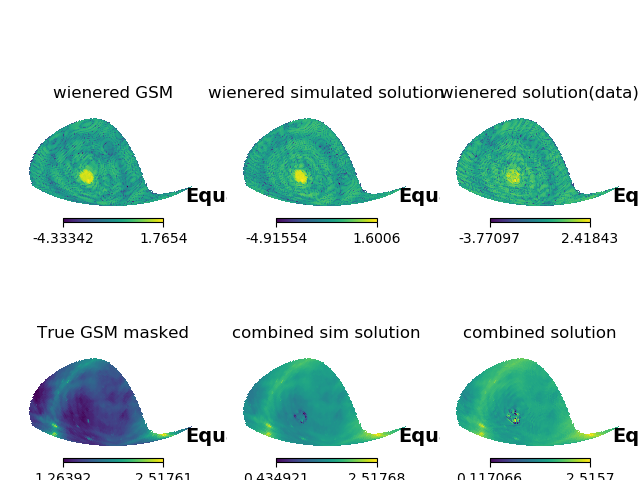 wienered GSM
wienered simulated solution
wienered solution(data)
Equ
Equ
Eq
-4.33342 1.7654
-4.91554 1.6006
-3.77097 2.41843
True GSM masked
combined sim solution
combined solution
Equ
Equ
Eq
1.26392 2.51761
0.434921 2.51768
0.117066 2.5157